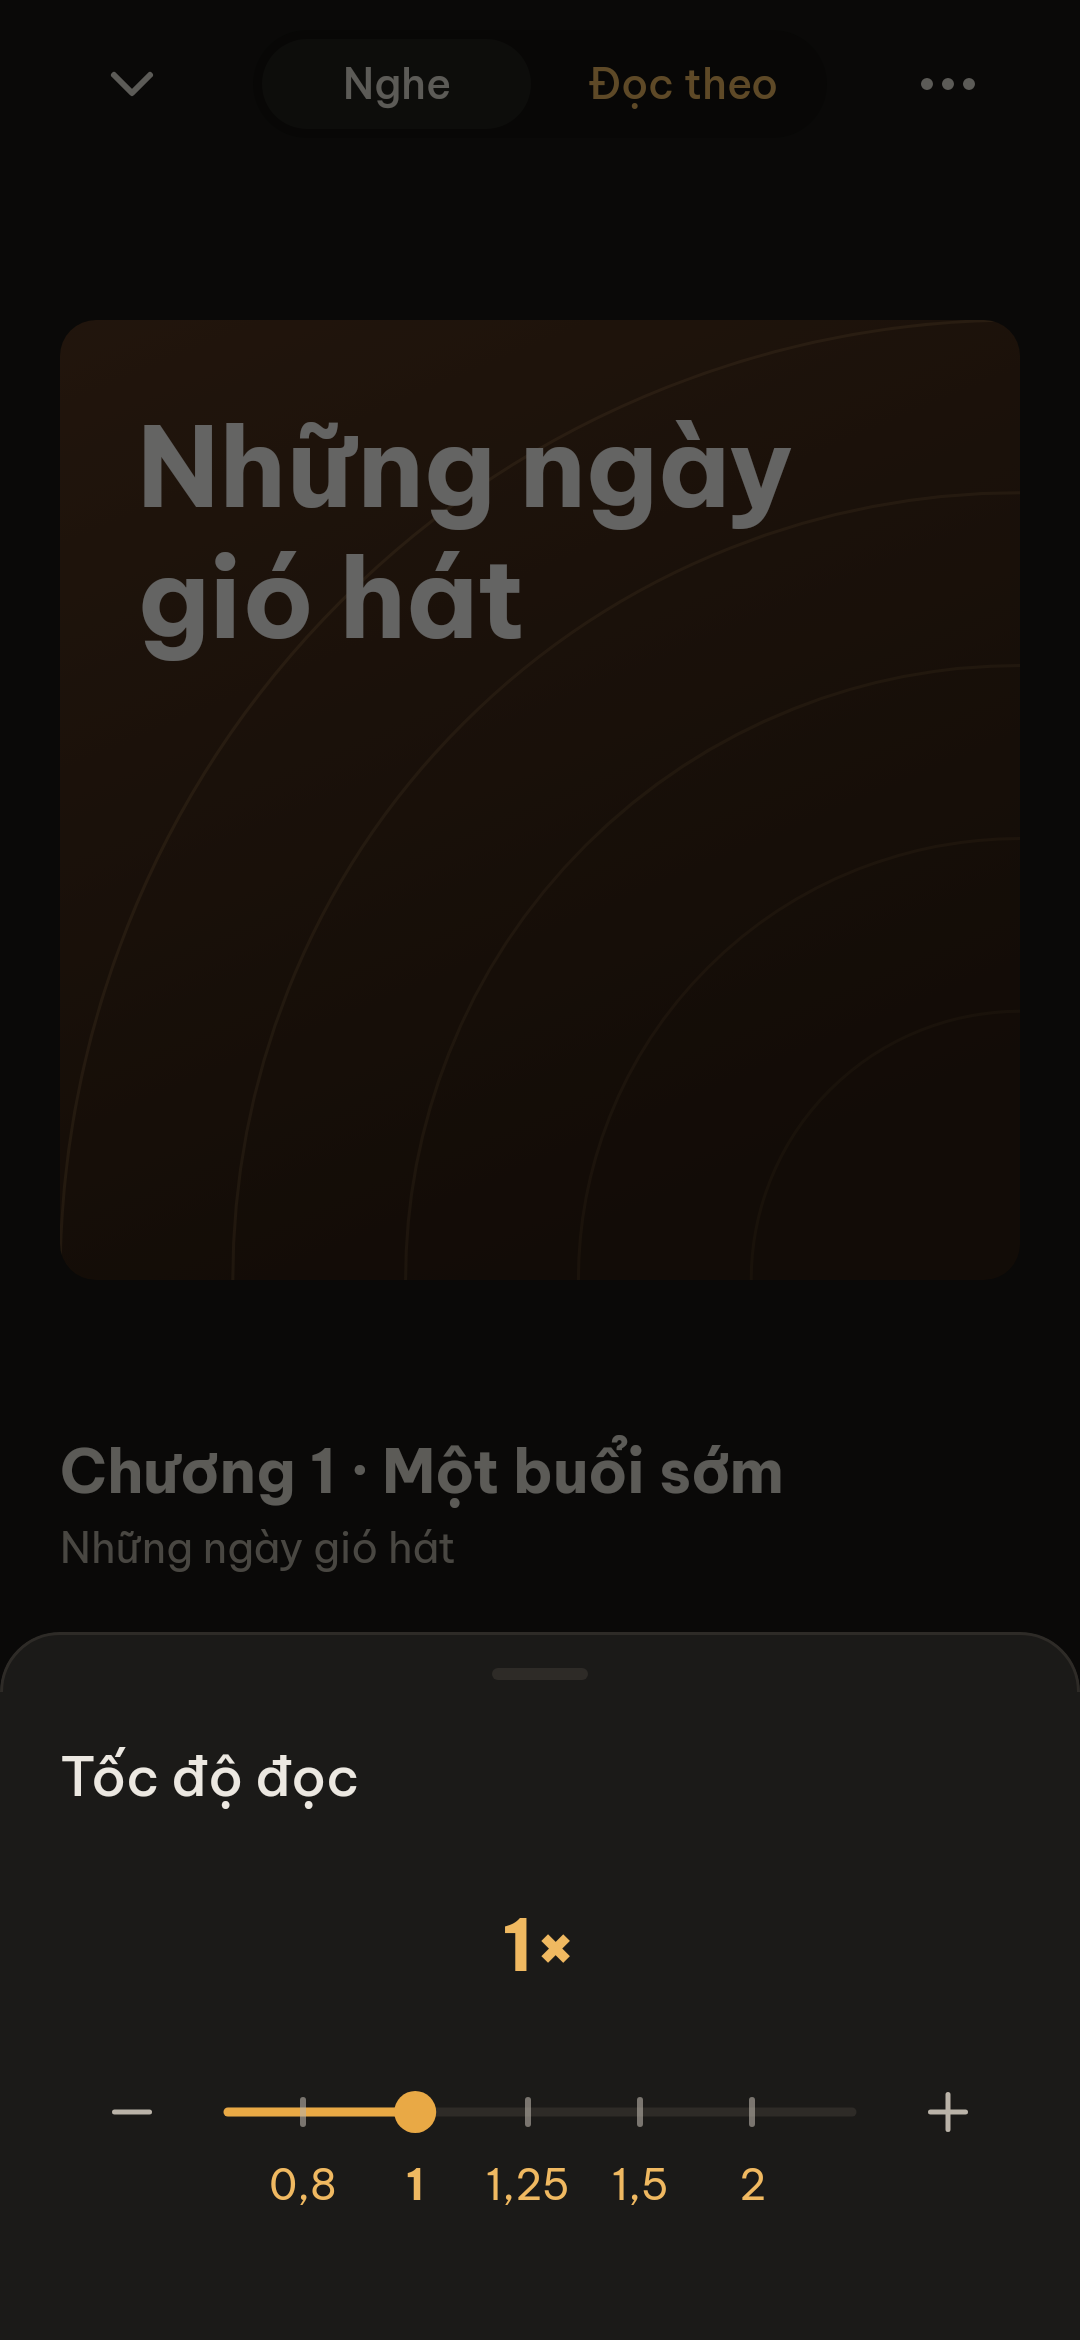 Nghe
Đọc theo
Những ngày
gió hát
Chương 1 · Một buổi sớm
Những ngày gió hát
Tốc độ đọc
1×
0,8 1 1,25 1,5 2